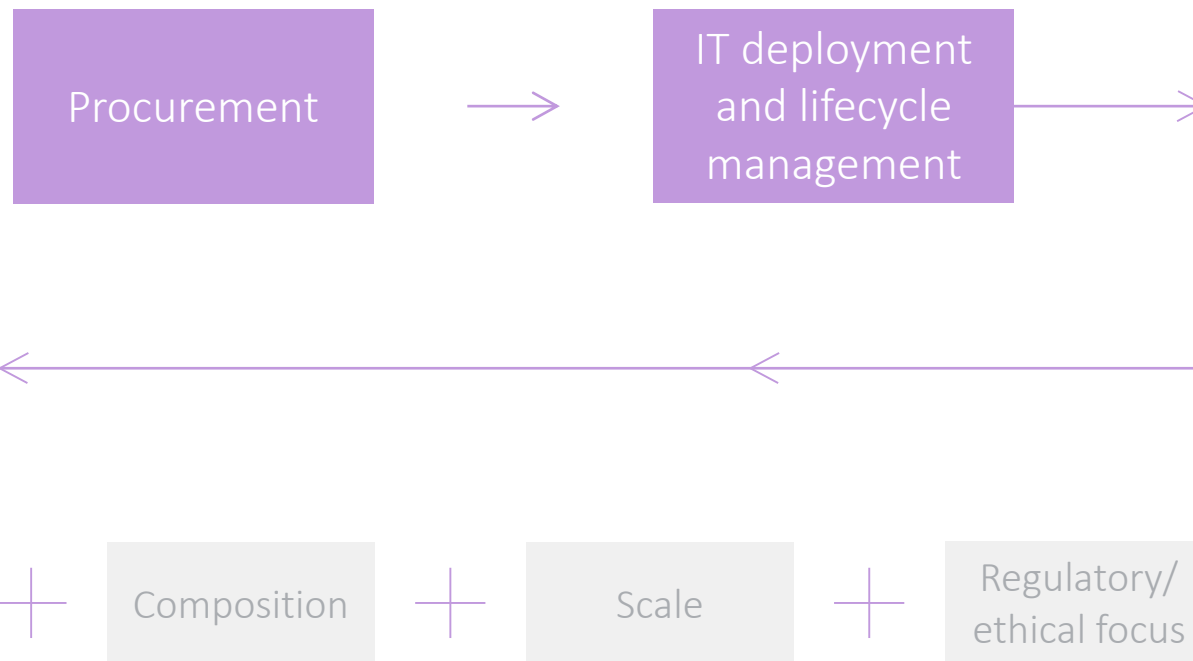 Procurement
IT deployment
and lifecycle
management
Composition
Scale
Regulatory/
ethical focus